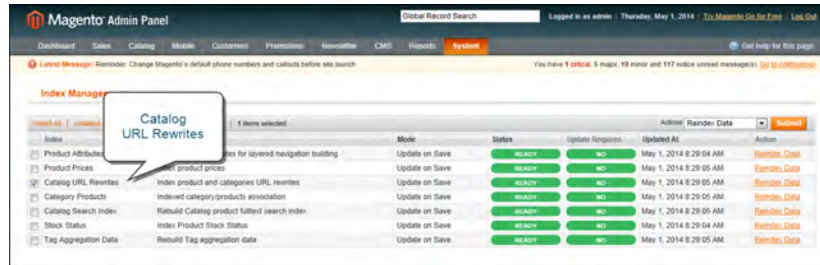 Magento Admin Panel
Global Record Search
Logged in as admin | Thursday, May 1, 2014 | Try Magento Go for Free | Log Out
Dashboard Sales Catalog Mobile Customers Promotions Newsletter CMS Reports System
Get help for this page
Latest Message: Reminder: Change Magento's default phone numbers and callouts before site launch
You have 1 critical, 5 major, 19 minor and 117 notice unread message(s). Go to notifications
Index Manage
Catalog
URL Rewrites
1 items selected
Actions Reindex Data Submit
Index Mode Status Update Required Updated At Action
Product Attributes for layered navigation building Update on Save READY NO May 1, 2014 8:29:04 AM Reindex Data
Product Prices Index product prices Update on Save READY NO May 1, 2014 8:29:05 AM Reindex Data
Catalog URL Rewrites Index product and categories URL rewrites Update on Save READY NO May 1, 2014 8:29:05 AM Reindex Data
Category Products Indexed category/products association Update on Save READY NO May 1, 2014 8:29:05 AM Reindex Data
Catalog Search Index Rebuild Catalog product fulltext search index Update on Save READY NO May 1, 2014 8:29:05 AM Reindex Data
Stock Status Index Product Stock Status Update on Save READY NO May 1, 2014 8:29:04 AM Reindex Data
Tag Aggregation Data Rebuild Tag aggregation data Update on Save READY NO May 1, 2014 8:29:05 AM Reindex Data